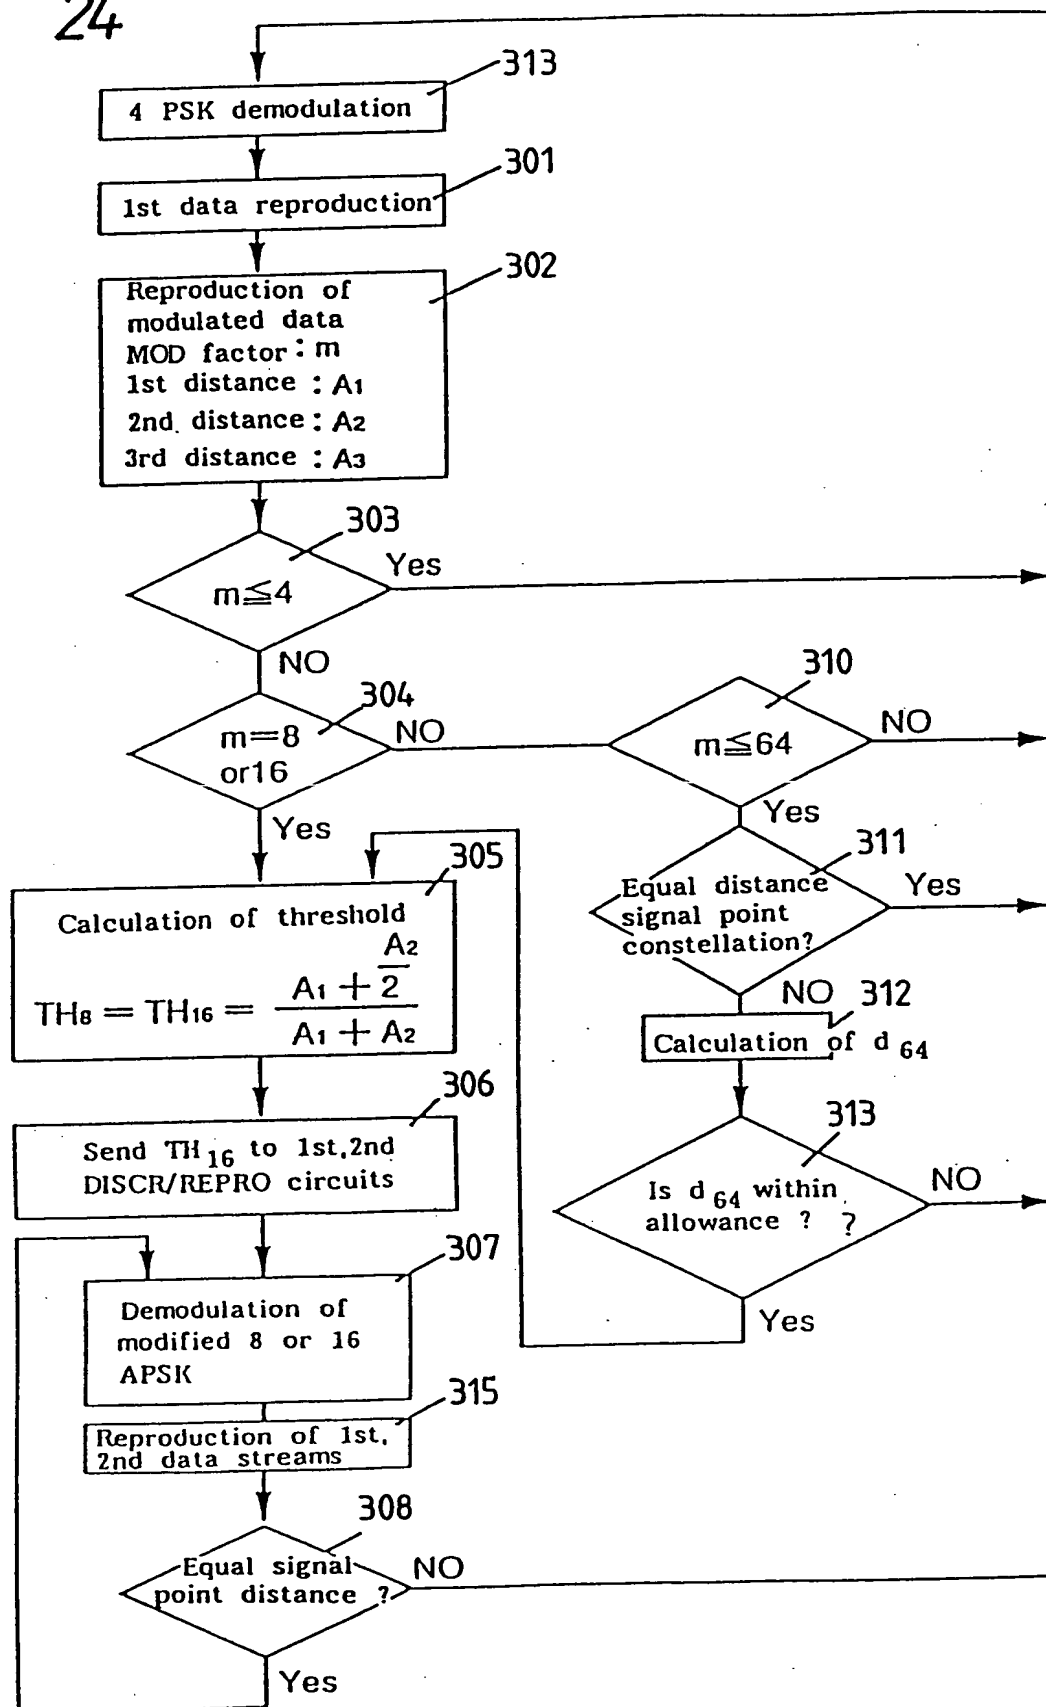 24
313
4 PSK demodulation
301
1st data reproduction
302
Reproduction of
modulated data
MOD factor : m
1st distance : A1
2nd. distance : A2
3rd distance : A3
303
Yes
m≦4
NO
304
m=8
or16
NO
Yes
310
m≦64
NO
Yes
311
Equal distance
signal point
constellation?
Yes
NO
312
Calculation of d 64
313
Is d 64 within
allowance ? ?
NO
Yes
305
Calculation of threshold
TH8 = TH16 = (A1 + A2/2) / (A1 + A2)
306
Send TH16 to 1st,2nd
DISCR/REPRO circuits
307
Demodulation of
modified 8 or 16
APSK
315
Reproduction of 1st,
2nd data streams
308
Equal signal
point distance ?
NO
Yes